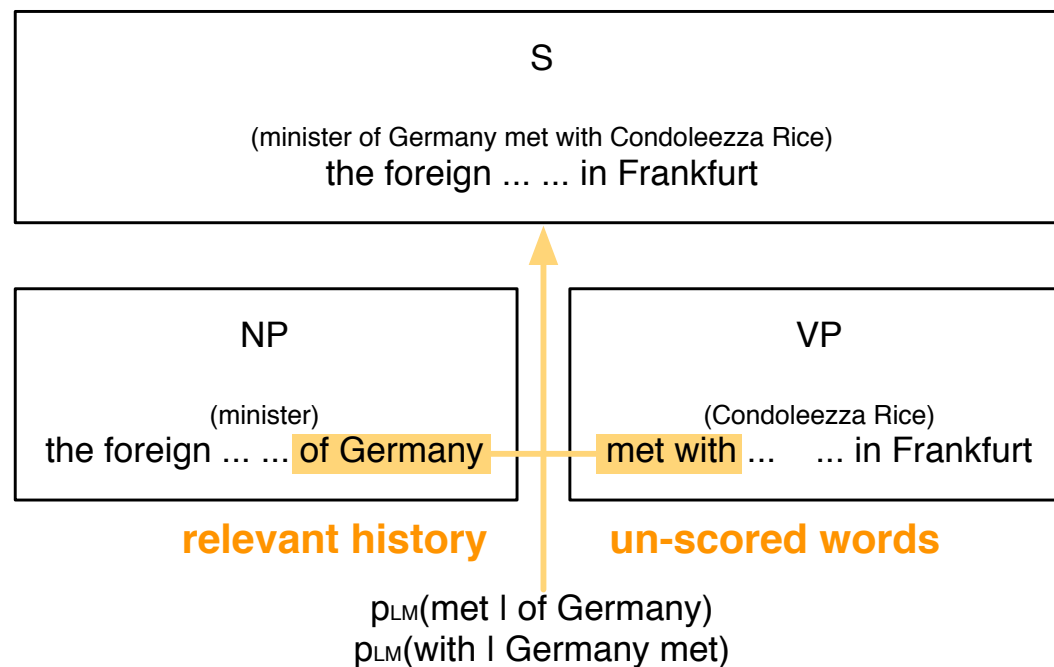 S
(minister of Germany met with Condoleezza Rice)
the foreign ... ... in Frankfurt
NP
VP
(minister)
(Condoleezza Rice)
the foreign ... ... of Germany
met with ... ... in Frankfurt
relevant history
un-scored words
pLM(met | of Germany)
pLM(with | Germany met)